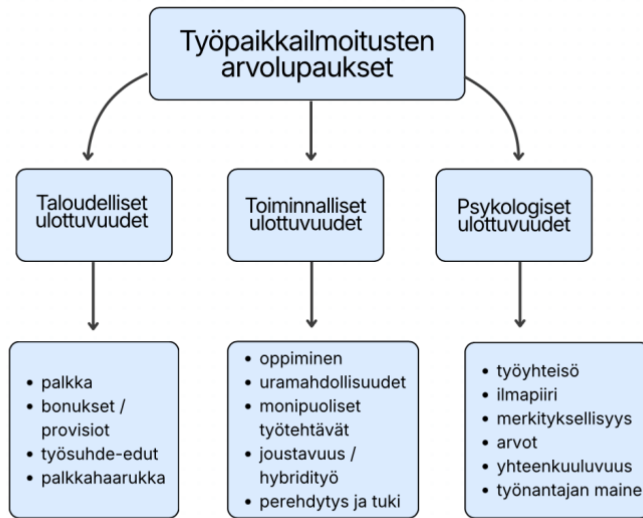 Työpaikkailmoitusten
arvolupaukset
Taloudelliset
ulottuvuudet
Toiminnalliset
ulottuvuudet
Psykologiset
ulottuvuudet
• palkka
• bonukset /
provisiot
• työsuhde-edut
• palkkahaarukka
• oppiminen
• uramahdollisuudet
• monipuoliset
työtehtävät
• joustavuus /
hybridityö
• perehdytys ja tuki
• työyhteisö
• ilmapiiri
• merkityksellisyys
• arvot
• yhteenkuuluvuus
• työnantajan maine